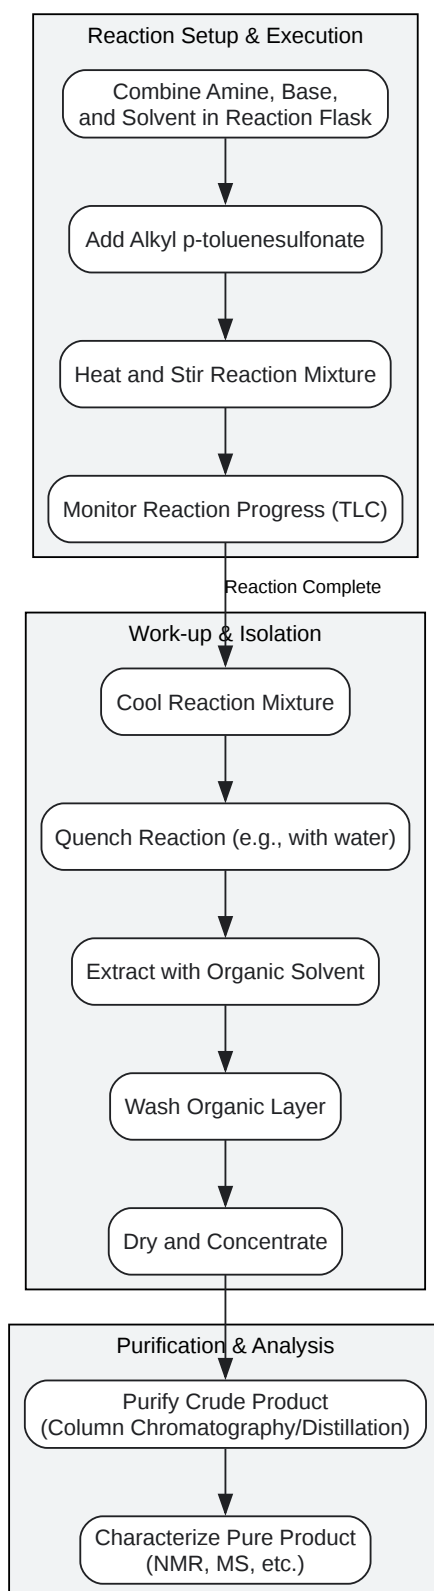 Reaction Setup & Execution
Combine Amine, Base,
and Solvent in Reaction Flask
Add Alkyl p-toluenesulfonate
Heat and Stir Reaction Mixture
Monitor Reaction Progress (TLC)
Reaction Complete
Work-up & Isolation
Cool Reaction Mixture
Quench Reaction (e.g., with water)
Extract with Organic Solvent
Wash Organic Layer
Dry and Concentrate
Purification & Analysis
Purify Crude Product
(Column Chromatography/Distillation)
Characterize Pure Product
(NMR, MS, etc.)